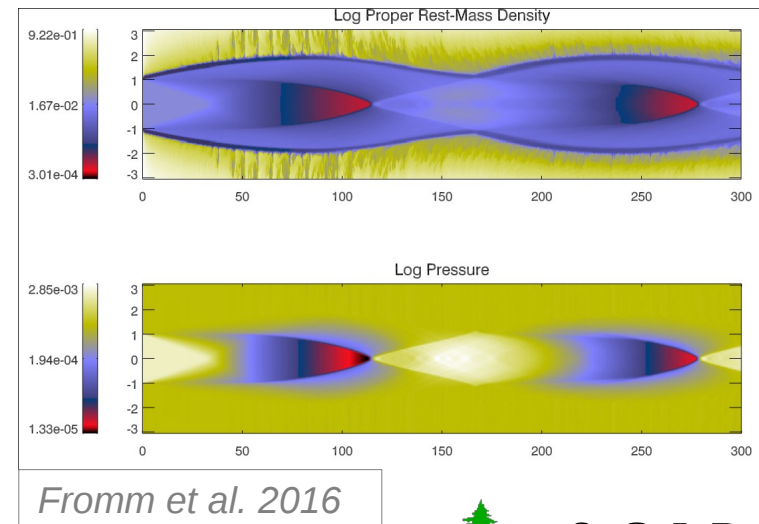 Log Proper Rest-Mass Density
9.22e-01
1.67e-02
3.01e-04
3
2
1
0
-1
-2
-3
0 50 100 150 200 250 300
Log Pressure
2.85e-03
1.94e-04
1.33e-05
3
2
1
0
-1
-2
-3
0 50 100 150 200 250 300
Fromm et al. 2016